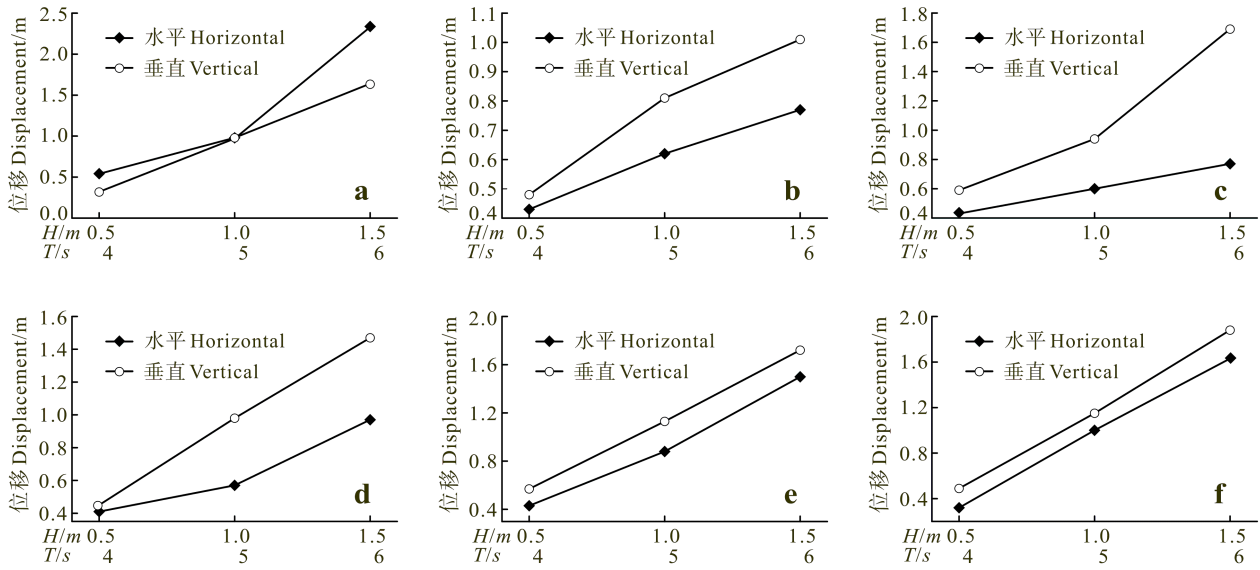 位移 Displacement/m
2.5
2.0
1.5
1.0
0.5
0.0
水平 Horizontal
垂直 Vertical
a
H/m 0.5 1.0 1.5
T/s 4 5 6
位移 Displacement/m
1.1
1.0
0.9
0.8
0.7
0.6
0.5
0.4
水平 Horizontal
垂直 Vertical
b
H/m 0.5 1.0 1.5
T/s 4 5 6
位移 Displacement/m
1.8
1.6
1.4
1.2
1.0
0.8
0.6
0.4
水平 Horizontal
垂直 Vertical
c
H/m 0.5 1.0 1.5
T/s 4 5 6
位移 Displacement/m
1.6
1.4
1.2
1.0
0.8
0.6
0.4
水平 Horizontal
垂直 Vertical
d
H/m 0.5 1.0 1.5
T/s 4 5 6
位移 Displacement/m
2.0
1.6
1.2
0.8
0.4
水平 Horizontal
垂直 Vertical
e
H/m 0.5 1.0 1.5
T/s 4 5 6
位移 Displacement/m
2.0
1.6
1.2
0.8
0.4
水平 Horizontal
垂直 Vertical
f
H/m 0.5 1.0 1.5
T/s 4 5 6